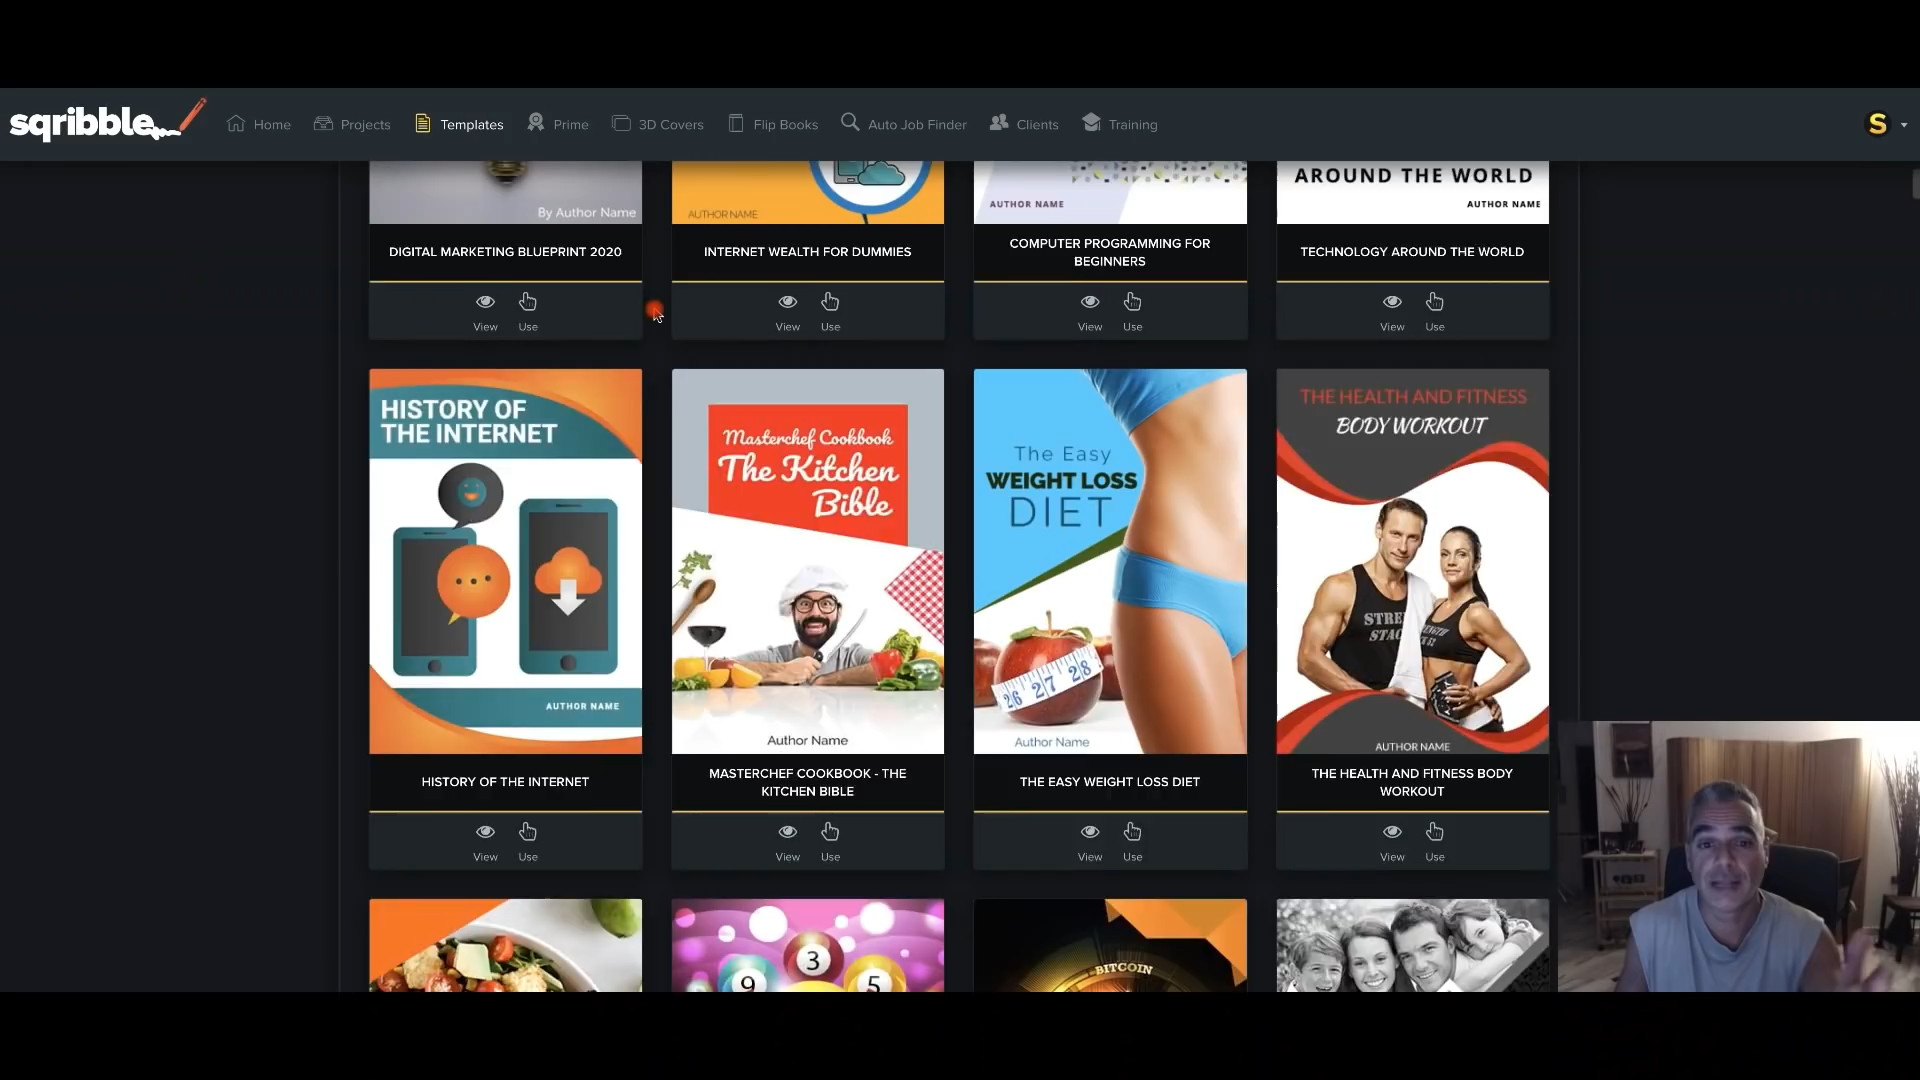 sqribble
Home
Projects
Templates
Prime
3D Covers
Flip Books
Auto Job Finder
Clients
Training
S
By Author Name
AUTHOR NAME
AUTHOR NAME
AROUND THE WORLD
AUTHOR NAME
DIGITAL MARKETING BLUEPRINT 2020
INTERNET WEALTH FOR DUMMIES
COMPUTER PROGRAMMING FOR
BEGINNERS
TECHNOLOGY AROUND THE WORLD
View
Use
View
Use
View
Use
View
Use
HISTORY OF
THE INTERNET
AUTHOR NAME
Masterchef Cookbook
The Kitchen
Bible
Author Name
The Easy
WEIGHT LOSS
DIET
26 27 28
Author Name
THE HEALTH AND FITNESS
BODY WORKOUT
AUTHOR NAME
HISTORY OF THE INTERNET
MASTERCHEF COOKBOOK - THE
KITCHEN BIBLE
THE EASY WEIGHT LOSS DIET
THE HEALTH AND FITNESS BODY
WORKOUT
View
Use
View
Use
View
Use
View
Use
9
3
5
BITCOIN